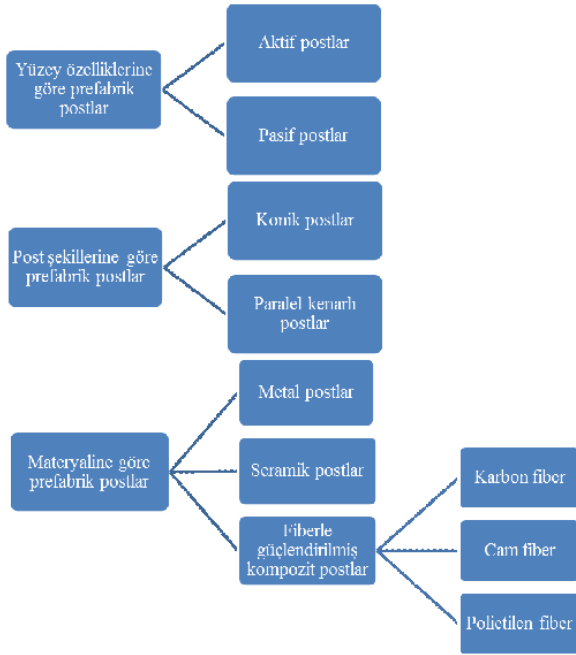 Yüzey özelliklerine
göre prefabrik
postlar
Aktif postlar
Pasif postlar
Post şekillerine göre
prefabrik postlar
Konik postlar
Paralel kenarlı
postlar
Materyaline göre
prefabrik postlar
Metal postlar
Seramik postlar
Fiberle
güçlendirilmiş
kompozit postlar
Karbon fiber
Cam fiber
Polietilen fiber